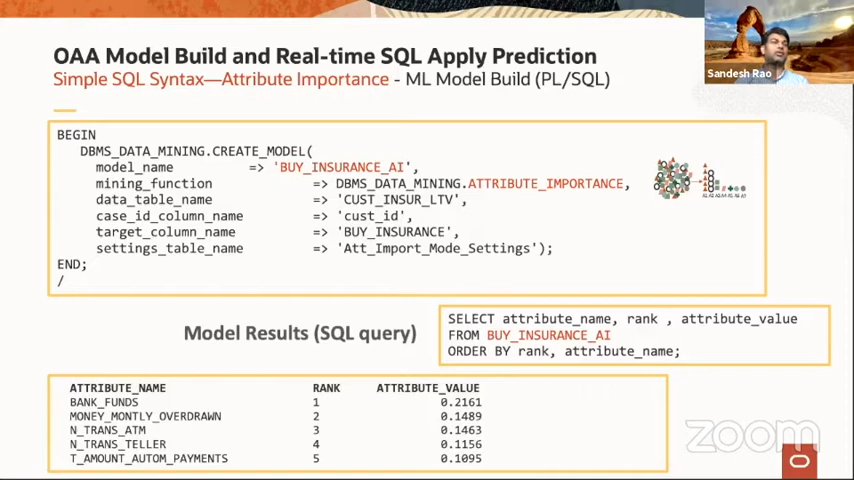 OAA Model Build and Real-time SQL Apply Prediction
Simple SQL Syntax—Attribute Importance - ML Model Build (PL/SQL)
Sandesh Rao
BEGIN
DBMS_DATA_MINING.CREATE_MODEL(
model_name => 'BUY_INSURANCE_AI',
mining_function => DBMS_DATA_MINING.ATTRIBUTE_IMPORTANCE,
data_table_name => 'CUST_INSUR_LTV',
case_id_column_name => 'cust_id',
target_column_name => 'BUY_INSURANCE',
settings_table_name => 'Att_Import_Mode_Settings');
END;
/
Model Results (SQL query)
SELECT attribute_name, rank , attribute_value
FROM BUY_INSURANCE_AI
ORDER BY rank, attribute_name;
ATTRIBUTE_NAME RANK ATTRIBUTE_VALUE
BANK_FUNDS 1 0.2161
MONEY_MONTLY_OVERDRAWN 2 0.1489
N_TRANS_ATM 3 0.1463
N_TRANS_TELLER 4 0.1156
T_AMOUNT_AUTOM_PAYMENTS 5 0.1095
zoom